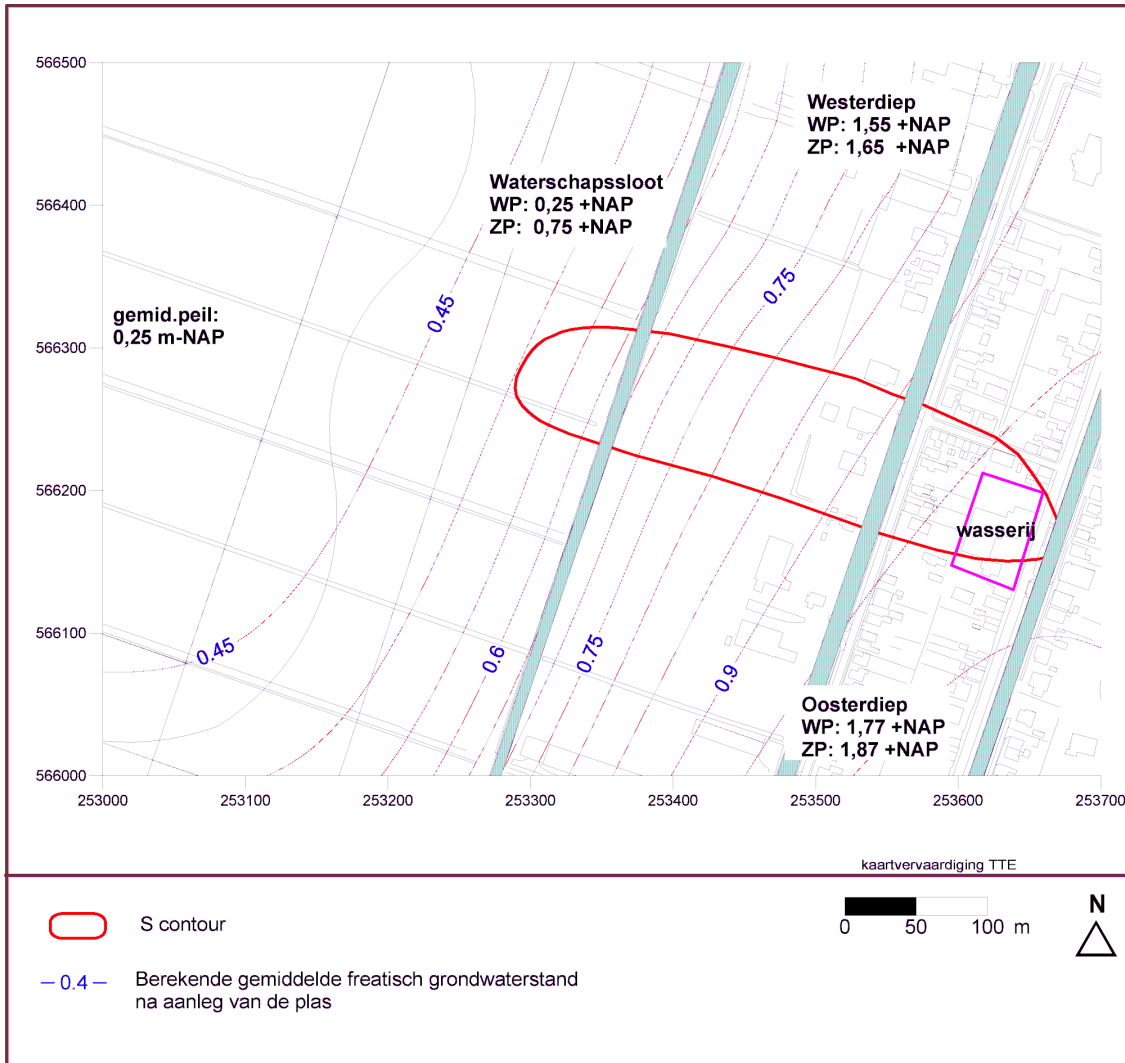 566500
Westerdiep
WP: 1,55 +NAP
ZP: 1,65 +NAP
Waterschapssloot
WP: 0,25 +NAP
ZP: 0,75 +NAP
566400
0.75
0.45
gemid.peil:
0,25 m-NAP
566300
566200
wasserij
566100
0.45
0.6
0.75
0.9
Oosterdiep
WP: 1,77 +NAP
ZP: 1,87 +NAP
566000
253000 253100 253200 253300 253400 253500 253600 253700
kaartvervaardiging TTE
S contour
0 50 100 m
N
– 0.4 – Berekende gemiddelde freatisch grondwaterstand
na aanleg van de plas